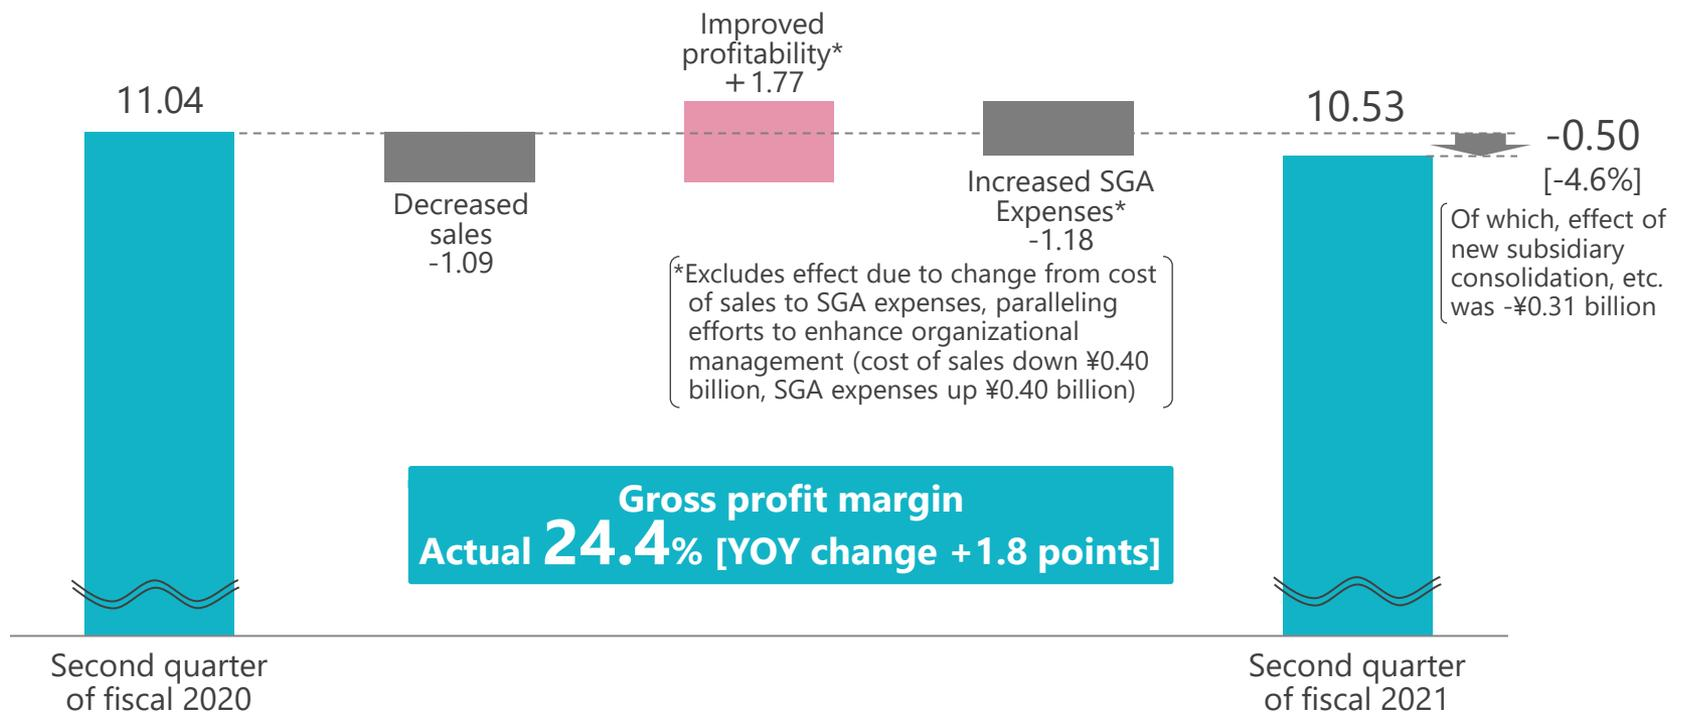 11.04
Decreased
sales
-1.09
Improved
profitability*
+1.77
Increased SGA
Expenses*
-1.18
10.53
-0.50
[-4.6%]
Of which, effect of
new subsidiary
consolidation, etc.
was -¥0.31 billion
*Excludes effect due to change from cost
of sales to SGA expenses, paralleling
efforts to enhance organizational
management (cost of sales down ¥0.40
billion, SGA expenses up ¥0.40 billion)
Gross profit margin
Actual 24.4% [YOY change +1.8 points]
Second quarter
of fiscal 2020
Second quarter
of fiscal 2021